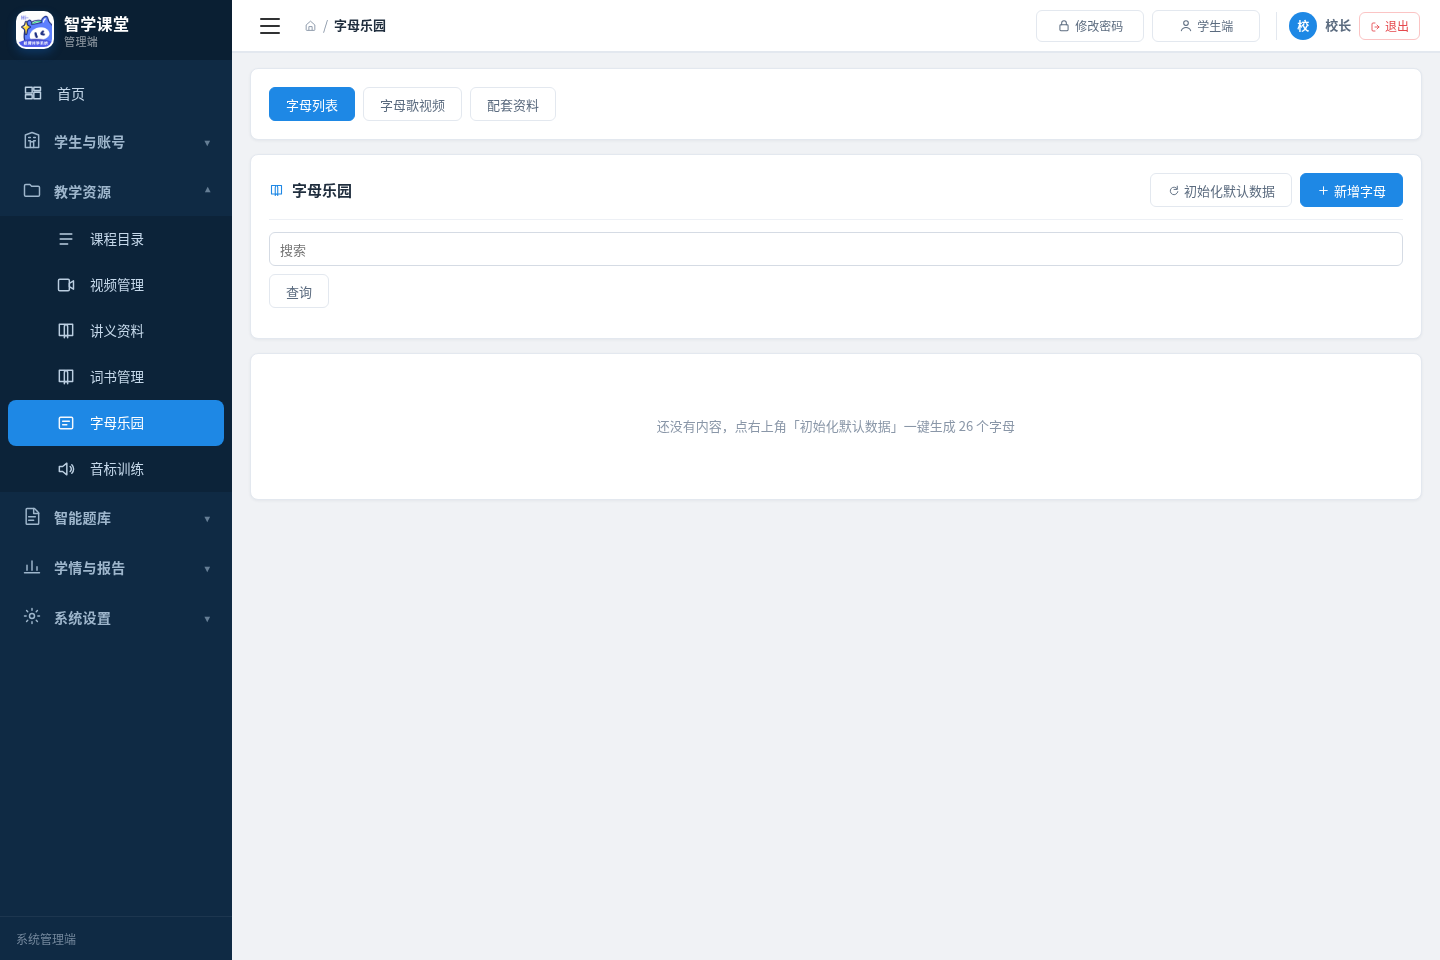 智学课堂
管理端
首页
学生与账号
教学资源
课程目录
视频管理
讲义资料
词书管理
字母乐园
音标训练
智能题库
学情与报告
系统设置
系统管理端
/ 字母乐园
修改密码
学生端
校 校长
退出
字母列表
字母歌视频
配套资料
字母乐园
初始化默认数据
新增字母
搜索
查询
还没有内容，点右上角「初始化默认数据」一键生成 26 个字母